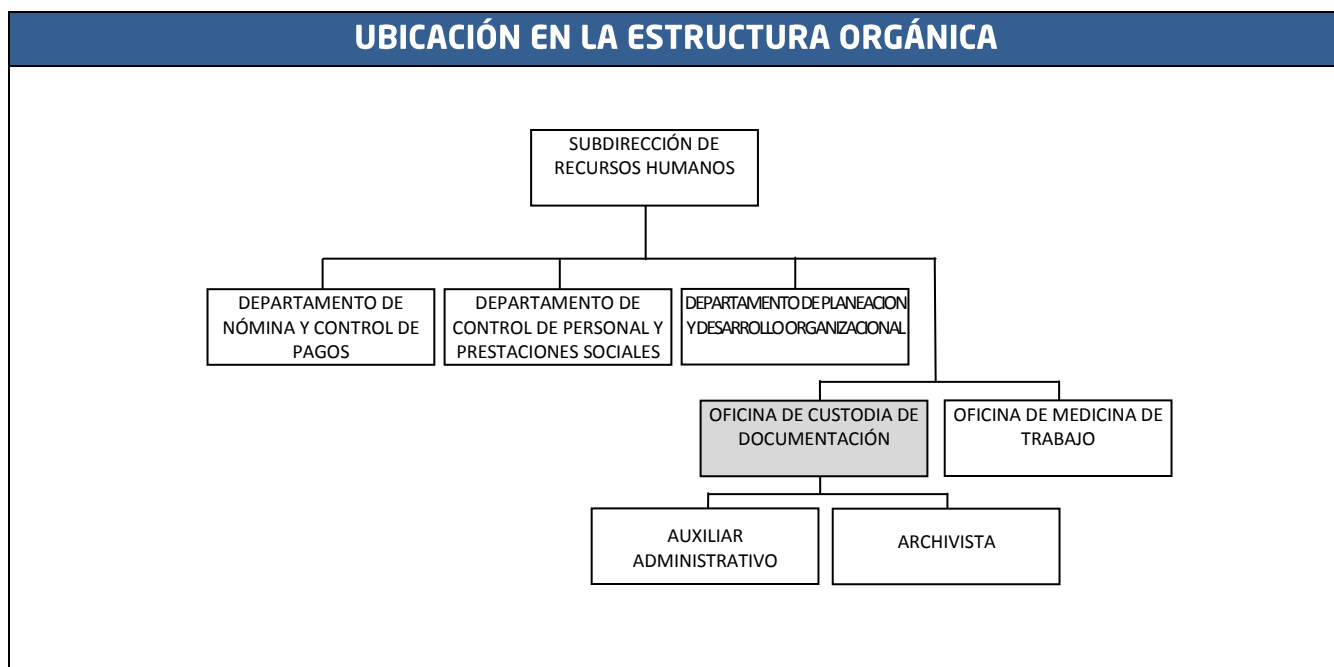 UBICACIÓN EN LA ESTRUCTURA ORGÁNICA
SUBDIRECCIÓN DE
RECURSOS HUMANOS
DEPARTAMENTO DE
NÓMINA Y CONTROL DE
PAGOS
DEPARTAMENTO DE
CONTROL DE PERSONAL Y
PRESTACIONES SOCIALES
DEPARTAMENTO DE PLANEACION
Y DESARROLLO ORGANIZACIONAL
OFICINA DE CUSTODIA DE
DOCUMENTACIÓN
OFICINA DE MEDICINA DE
TRABAJO
AUXILIAR
ADMINISTRATIVO
ARCHIVISTA